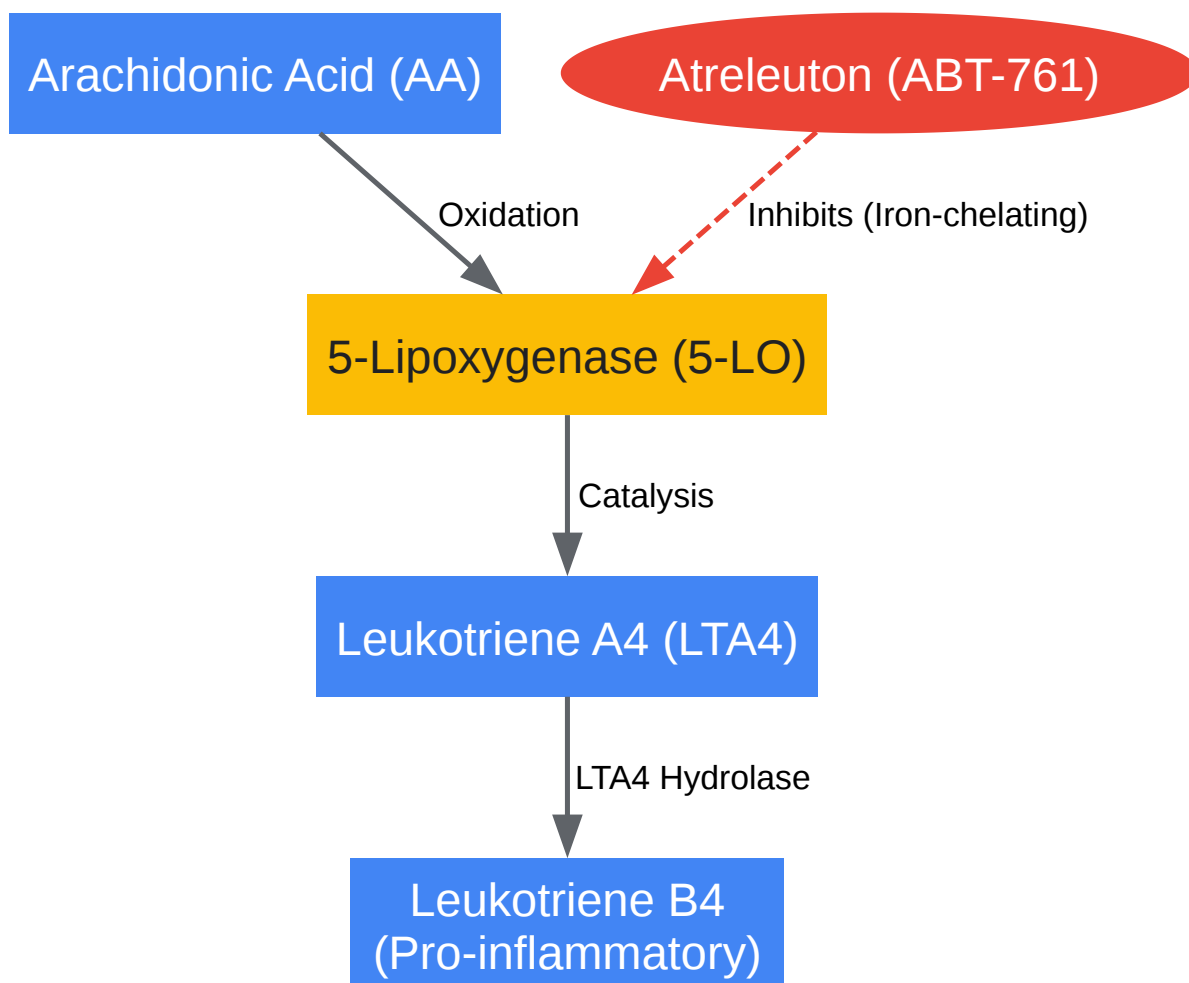 Arachidonic Acid (AA)
Atreleuton (ABT-761)
Oxidation
Inhibits (Iron-chelating)
5-Lipoxygenase (5-LO)
Catalysis
Leukotriene A4 (LTA4)
LTA4 Hydrolase
Leukotriene B4
(Pro-inflammatory)